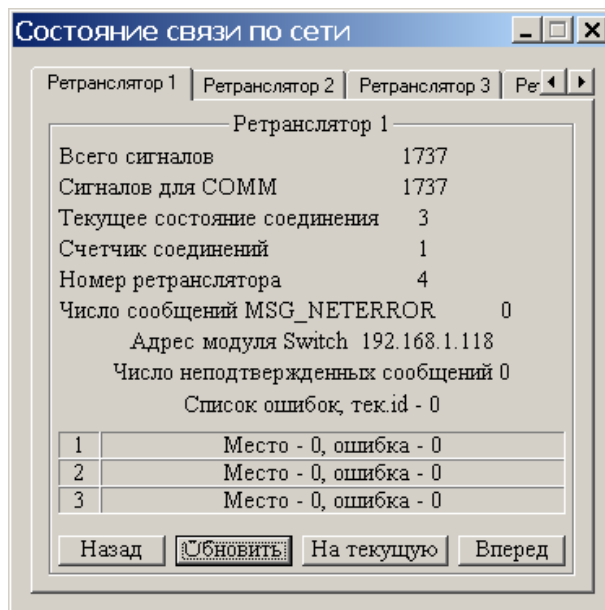 Состояние связи по сети
Ретранслятор 1 Ретранслятор 2 Ретранслятор 3 Рет
Ретранслятор 1
Всего сигналов 1737
Сигналов для COMM 1737
Текущее состояние соединения 3
Счетчик соединений 1
Номер ретранслятора 4
Число сообщений MSG_NETERROR 0
Адрес модуля Switch 192.168.1.118
Число неподтвержденных сообщений 0
Список ошибок, тек.id - 0
1 Место - 0, ошибка - 0
2 Место - 0, ошибка - 0
3 Место - 0, ошибка - 0
Назад Обновить На текущую Вперед